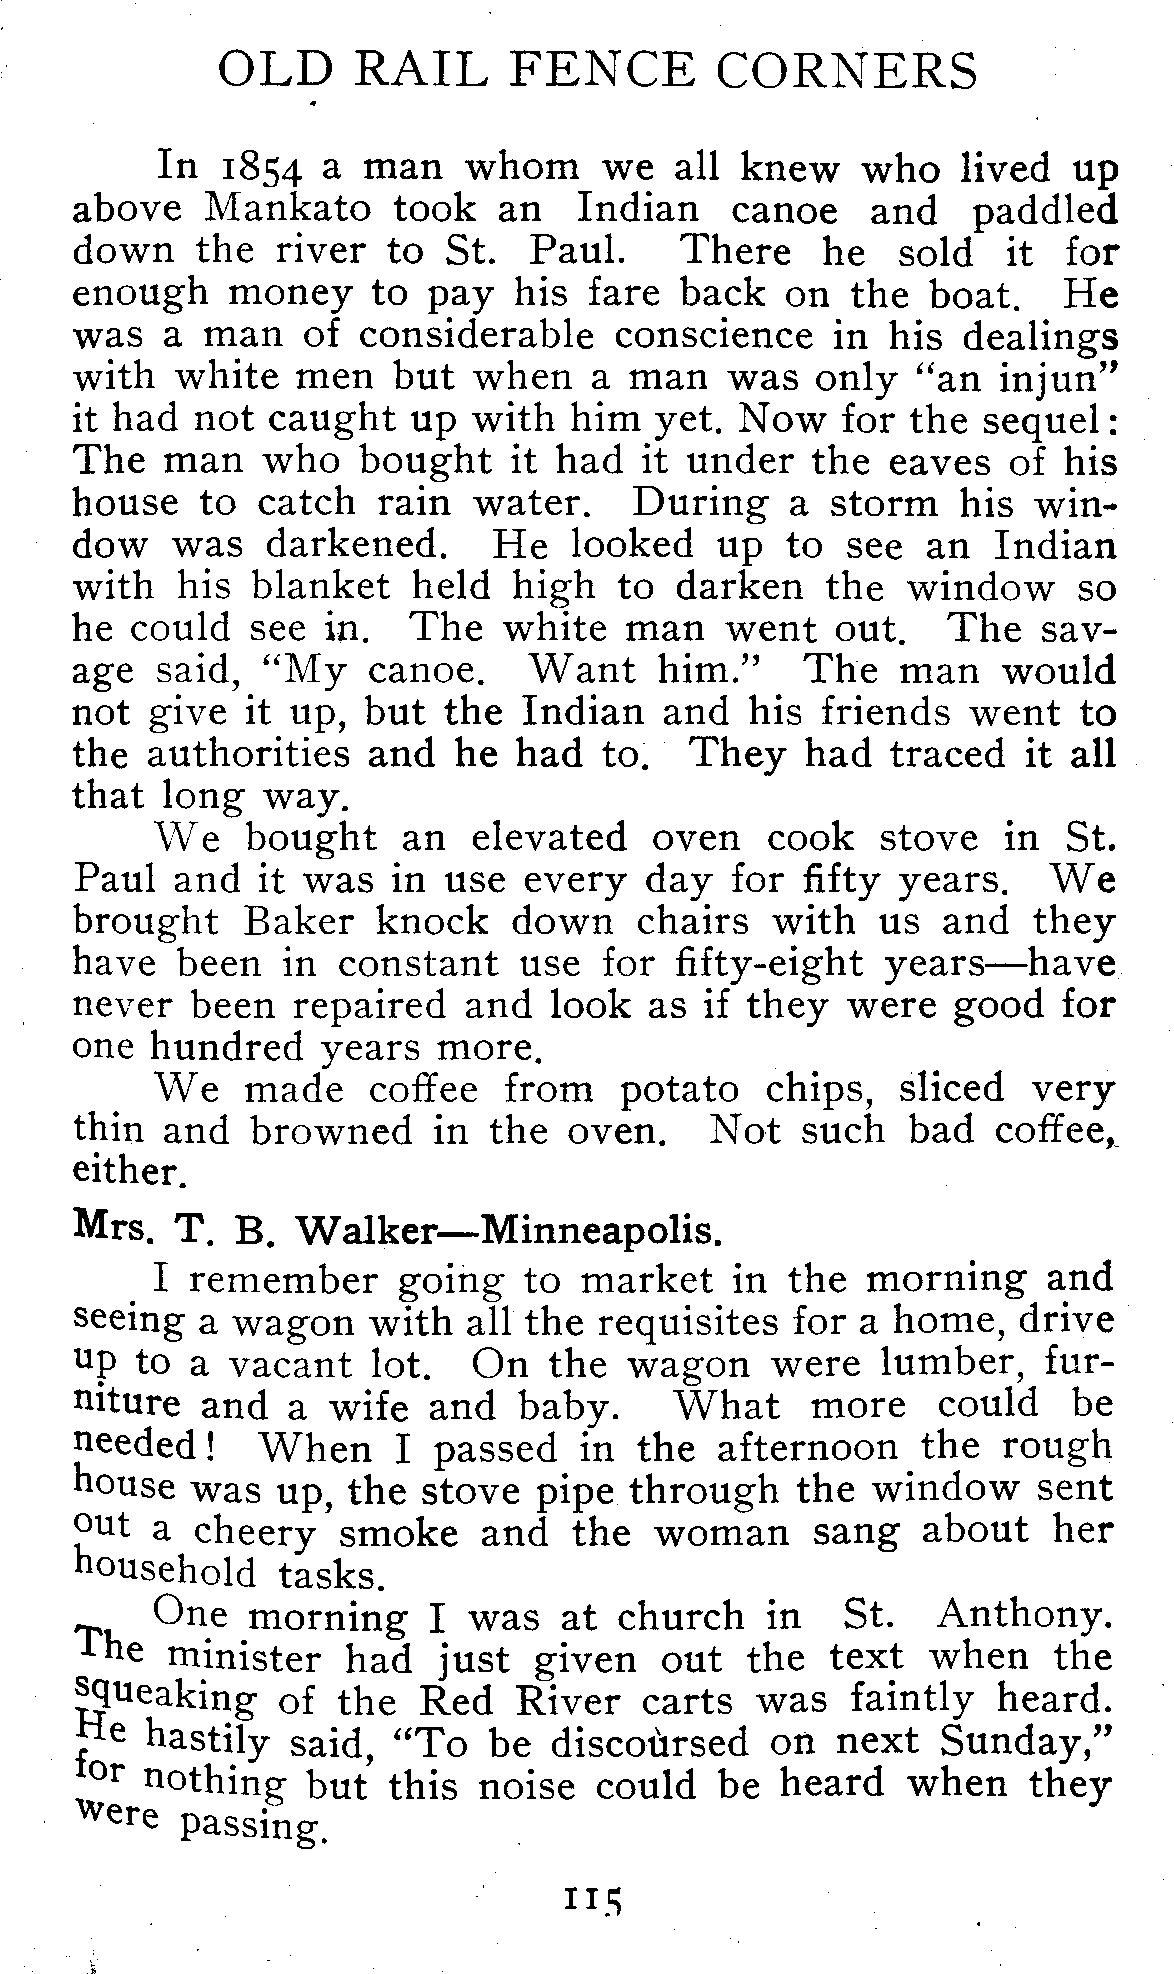 OLD RAIL FENCE CORNERS
In 1854 a man whom we all knew who lived up
above Mankato took an Indian canoe and paddled
down the river to St. Paul. There he sold it for
enough money to pay his fare back on the boat. He
was a man of considerable conscience in his dealings
with white men but when a man was only "an injun"
it had not caught up with him yet. Now for the sequel:
The man who bought it had it under the eaves of his
house to catch rain water. During a storm his win-
dow was darkened. He looked up to see an Indian
with his blanket held high to darken the window so
he could see in. The white man went out. The sav-
age said, "My canoe. Want him." The man would
not give it up, but the Indian and his friends went to
the authorities and he had to. They had traced it all
that long way.
We bought an elevated oven cook stove in St.
Paul and it was in use every day for fifty years. We
brought Baker knock down chairs with us and they
have been in constant use for fifty-eight years—have
never been repaired and look as if they were good for
one hundred years more.
We made coffee from potato chips, sliced very
thin and browned in the oven. Not such bad coffee,
either.
Mrs. T. B. Walker—Minneapolis.
I remember going to market in the morning and
seeing a wagon with all the requisites for a home, drive
up to a vacant lot. On the wagon were lumber, fur-
niture and a wife and baby. What more could be
needed! When I passed in the afternoon the rough
house was up, the stove pipe through the window sent
out a cheery smoke and the woman sang about her
household tasks.
One morning I was at church in St. Anthony.
The minister had just given out the text when the
squeaking of the Red River carts was faintly heard.
He hastily said, "To be discoursed on next Sunday,"
for nothing but this noise could be heard when they
were passing.
115